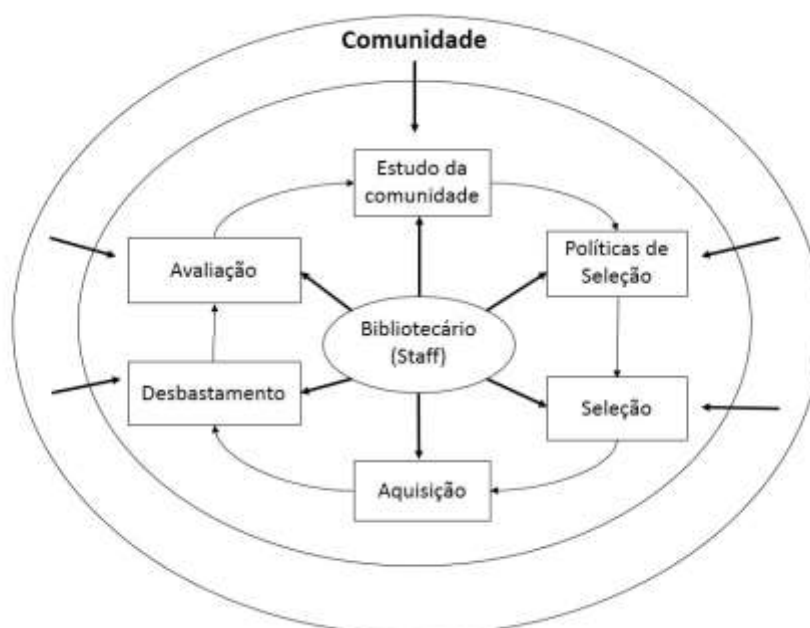 Comunidade
Estudo da
comunidade
Políticas de
Seleção
Avaliação
Bibliotecário
(Staff)
Desbastamento
Seleção
Aquisição